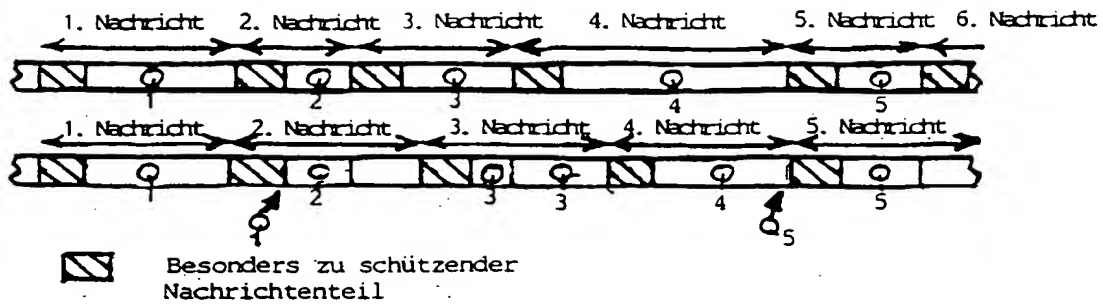 1. Nachricht 2. Nachricht 3. Nachricht 4. Nachricht 5. Nachricht 6. Nachricht
Q 1 Q 2 Q 3 Q 4 Q 5
1. Nachricht 2. Nachricht 3. Nachricht 4. Nachricht 5. Nachricht
Q 1 Q 2 Q 3 Q 3 Q 4 Q 5
Q 1 Q 5
Besonders zu schützender
Nachrichtenteil